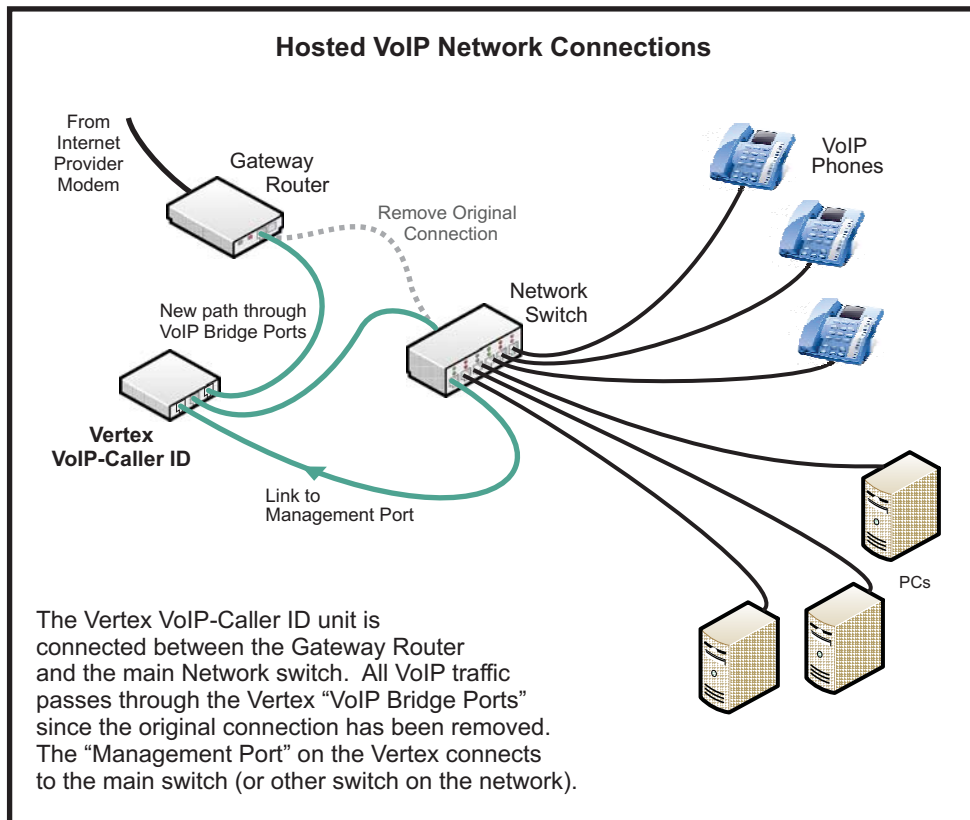 Hosted VoIP Network Connections
From
Internet
Provider
Modem
Gateway
Router
Remove Original
Connection
VoIP
Phones
Network
Switch
New path through
VoIP Bridge Ports
Vertex
VoIP-Caller ID
Link to
Management Port
PCs
The Vertex VoIP-Caller ID unit is
connected between the Gateway Router
and the main Network switch.  All VoIP traffic
passes through the Vertex “VoIP Bridge Ports”
since the original connection has been removed.
The “Management Port” on the Vertex connects
to the main switch (or other switch on the network).